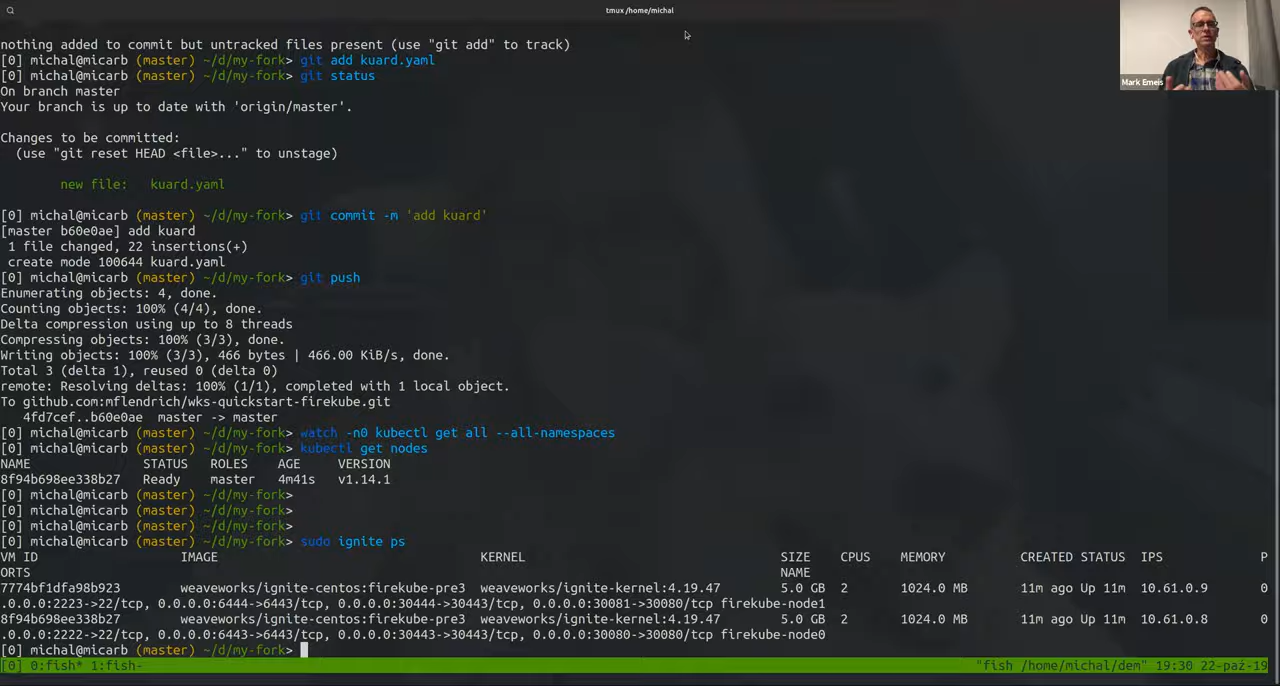 tmux /home/michal
nothing added to commit but untracked files present (use "git add" to track)
[0] michal@micarb (master) ~/d/my-fork> git add kuard.yaml
[0] michal@micarb (master) ~/d/my-fork> git status
On branch master
Your branch is up to date with 'origin/master'.
Changes to be committed:
(use "git reset HEAD <file>..." to unstage)
new file:   kuard.yaml
[0] michal@micarb (master) ~/d/my-fork> git commit -m 'add kuard'
[master b60e0ae] add kuard
1 file changed, 22 insertions(+)
create mode 100644 kuard.yaml
[0] michal@micarb (master) ~/d/my-fork> git push
Enumerating objects: 4, done.
Counting objects: 100% (4/4), done.
Delta compression using up to 8 threads
Compressing objects: 100% (3/3), done.
Writing objects: 100% (3/3), 466 bytes | 466.00 KiB/s, done.
Total 3 (delta 1), reused 0 (delta 0)
remote: Resolving deltas: 100% (1/1), completed with 1 local object.
To github.com:mflendrich/wks-quickstart-firekube.git
4fd7cef..b60e0ae  master -> master
[0] michal@micarb (master) ~/d/my-fork> watch -n0 kubectl get all --all-namespaces
[0] michal@micarb (master) ~/d/my-fork> kubectl get nodes
NAME               STATUS   ROLES    AGE     VERSION
8f94b698ee338b27   Ready    master   4m41s   v1.14.1
[0] michal@micarb (master) ~/d/my-fork>
[0] michal@micarb (master) ~/d/my-fork>
[0] michal@micarb (master) ~/d/my-fork>
[0] michal@micarb (master) ~/d/my-fork> sudo ignite ps
VM ID IMAGE KERNEL SIZE CPUS MEMORY CREATED STATUS IPS P
ORTS NAME
7774bf1dfa98b923 weaveworks/ignite-centos:firekube-pre3 weaveworks/ignite-kernel:4.19.47 5.0 GB 2 1024.0 MB 11m ago Up 11m 10.61.0.9 0
.0.0.0:2223->22/tcp, 0.0.0.0:6444->6443/tcp, 0.0.0.0:30444->30443/tcp, 0.0.0.0:30081->30080/tcp firekube-node1
8f94b698ee338b27 weaveworks/ignite-centos:firekube-pre3 weaveworks/ignite-kernel:4.19.47 5.0 GB 2 1024.0 MB 11m ago Up 11m 10.61.0.8 0
.0.0.0:2222->22/tcp, 0.0.0.0:6443->6443/tcp, 0.0.0.0:30443->30443/tcp, 0.0.0.0:30080->30080/tcp firekube-node0
[0] michal@micarb (master) ~/d/my-fork>
[0] 0:fish* 1:fish- "fish /home/michal/dem" 19:30 22-paź-19
Mark Emeis